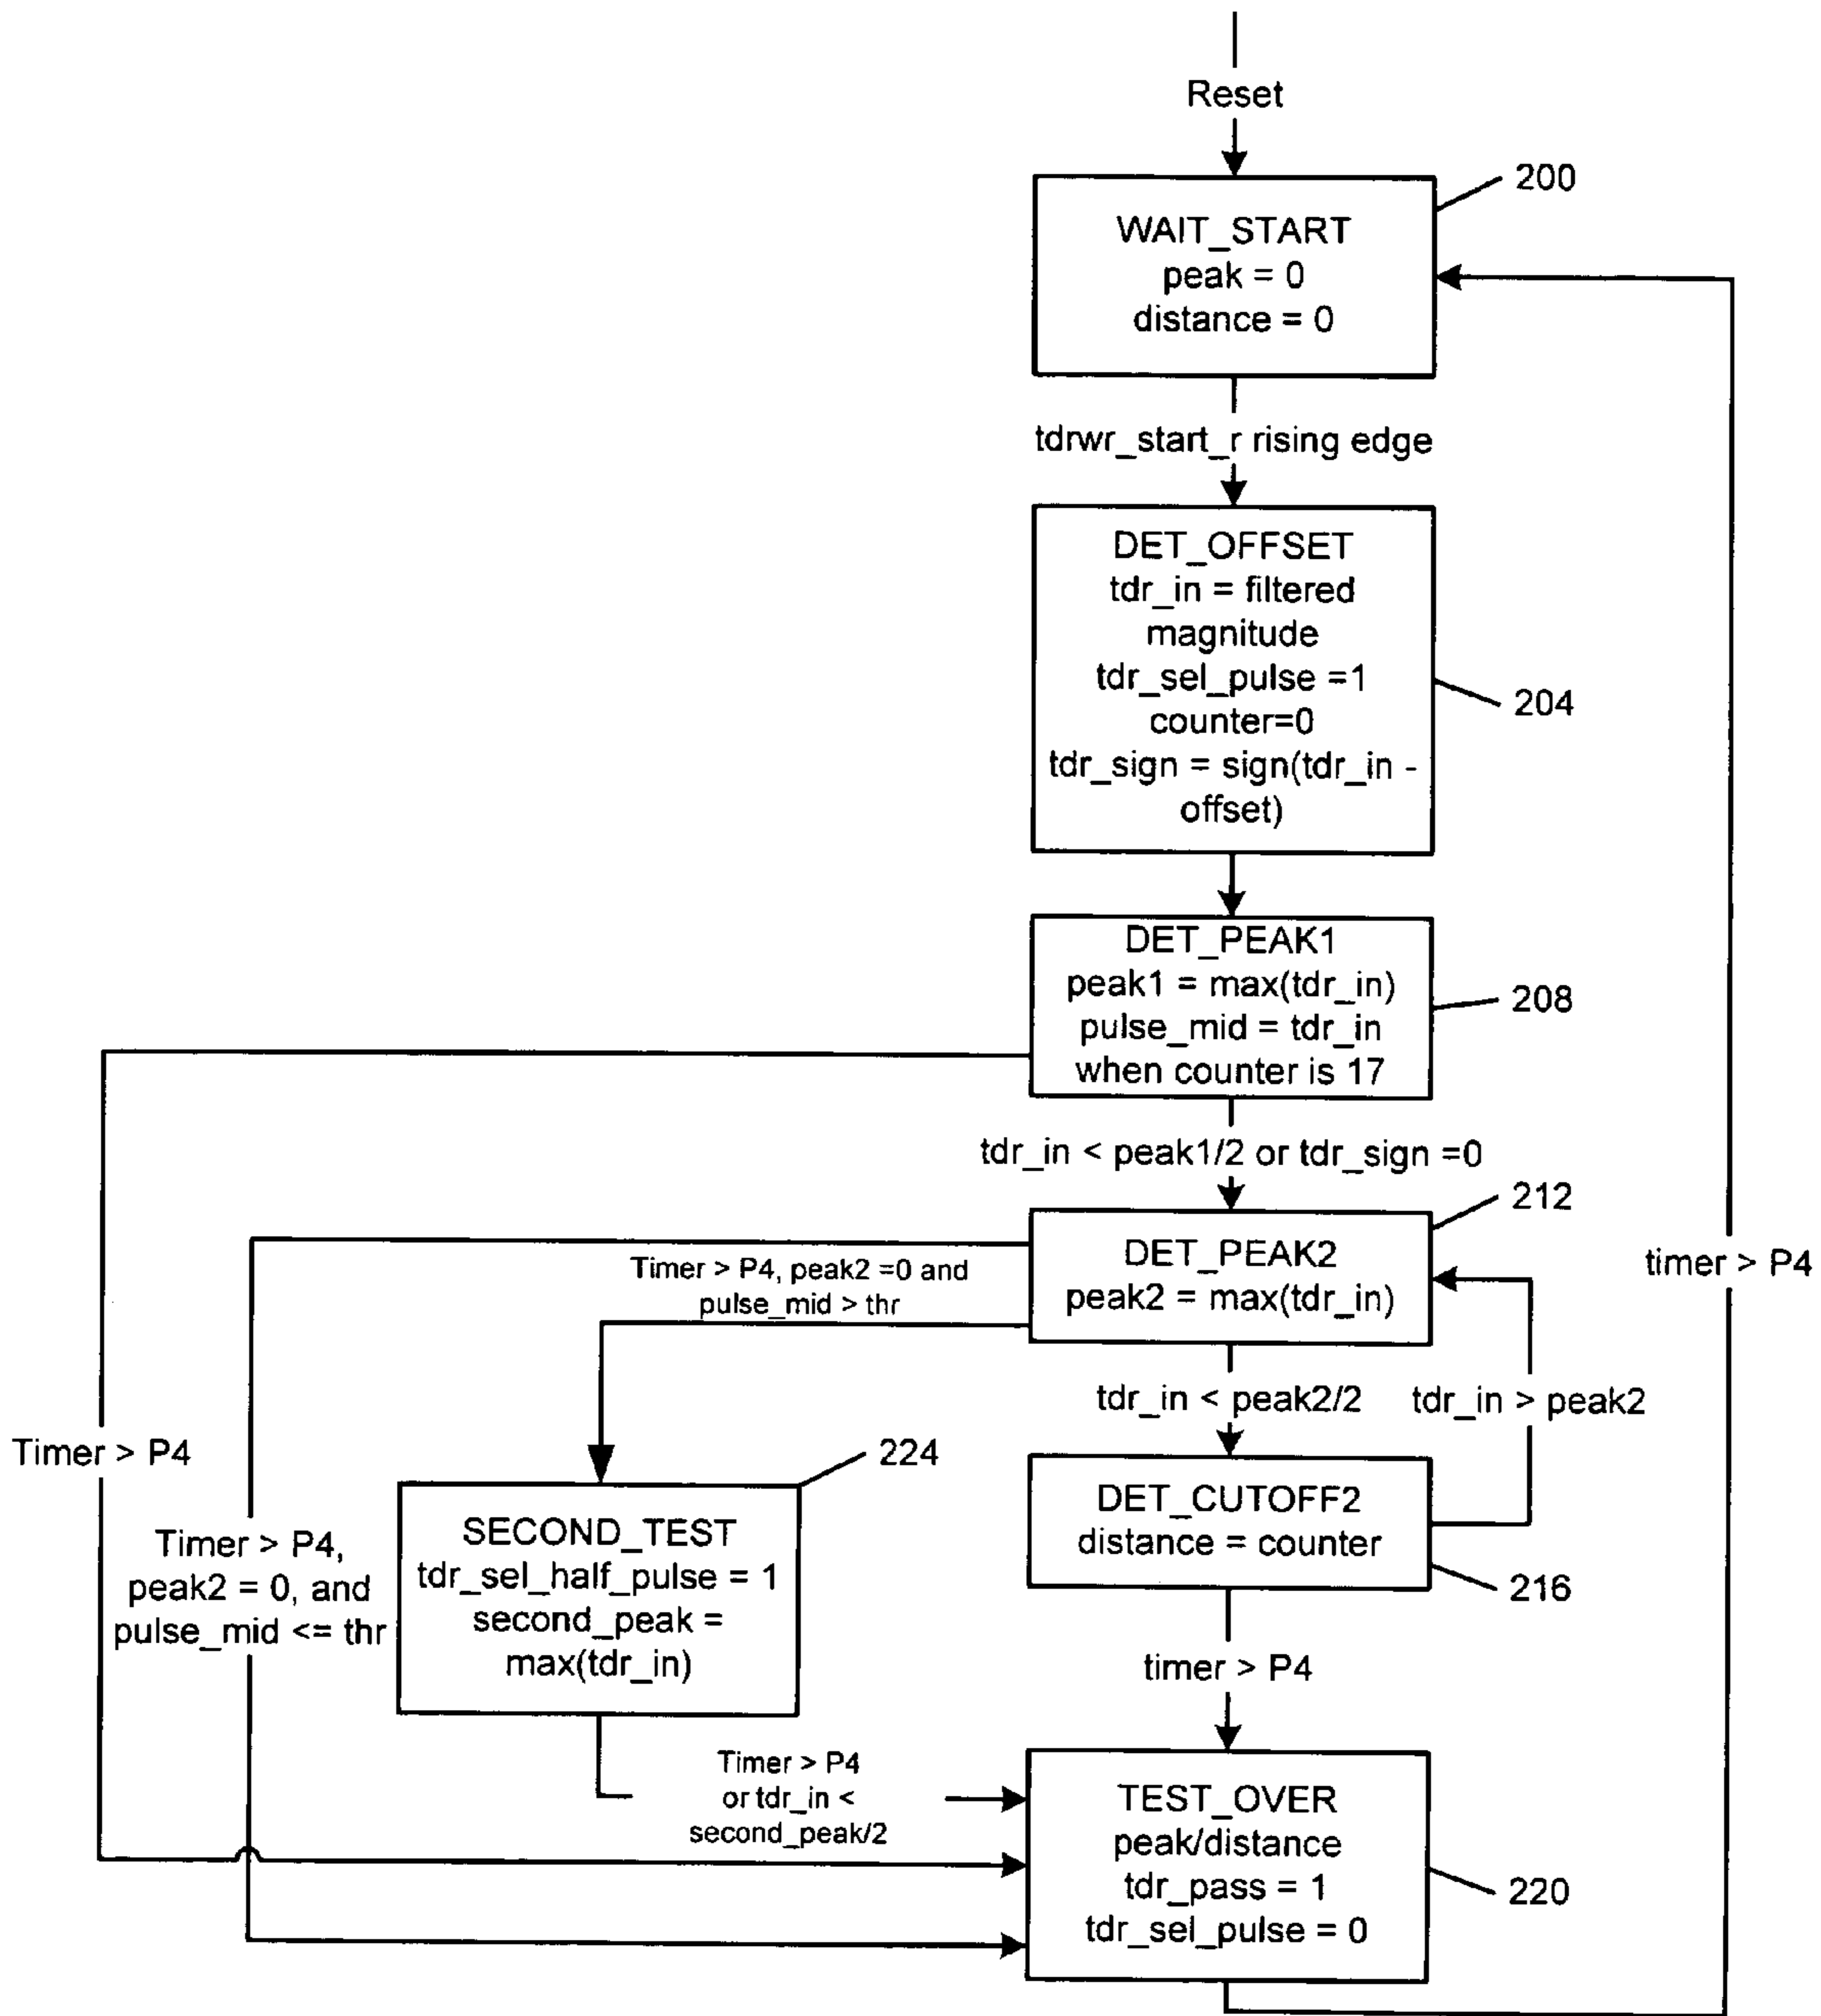 Reset
200
WAIT_START
peak = 0
distance = 0
tdrwr_start_r rising edge
DET_OFFSET
tdr_in = filtered
magnitude
tdr_sel_pulse =1
counter=0
tdr_sign = sign(tdr_in -
offset)
204
DET_PEAK1
peak1 = max(tdr_in)
pulse_mid = tdr_in
when counter is 17
208
tdr_in < peak1/2 or tdr_sign =0
212
DET_PEAK2
peak2 = max(tdr_in)
Timer > P4, peak2 =0 and
pulse_mid > thr
timer > P4
tdr_in < peak2/2
tdr_in > peak2
Timer > P4
224
DET_CUTOFF2
distance = counter
216
SECOND_TEST
tdr_sel_half_pulse = 1
second_peak =
max(tdr_in)
Timer > P4,
peak2 = 0, and
pulse_mid <= thr
timer > P4
Timer > P4
or tdr_in <
second_peak/2
TEST_OVER
peak/distance
tdr_pass = 1
tdr_sel_pulse = 0
220